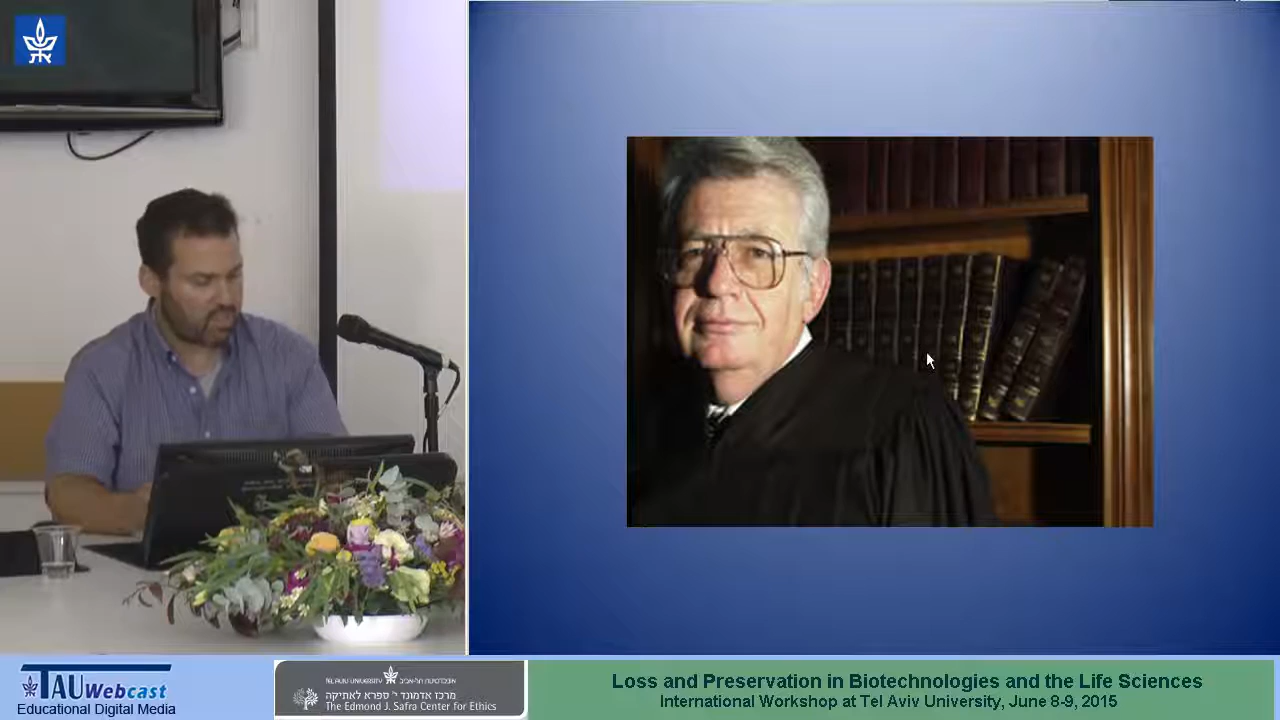 TAUWebcast
Educational Digital Media
TEL AVIV UNIVERSITY אוניברסיטת תל-אביב
מרכז אדמונד י' ספרא לאתיקה
The Edmond J. Safra Center for Ethics
Loss and Preservation in Biotechnologies and the Life Sciences
International Workshop at Tel Aviv University, June 8-9, 2015